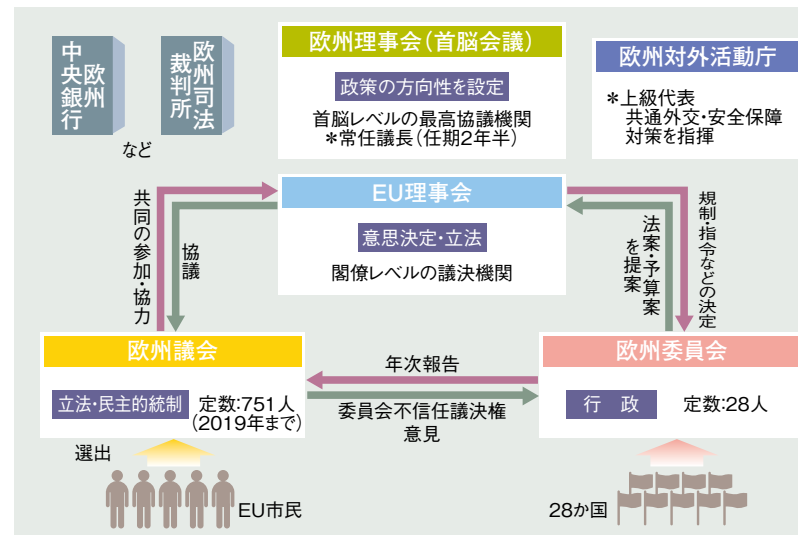 欧州
中央銀行
欧州司法
裁判所
など
欧州理事会(首脳会議)
政策の方向性を設定
首脳レベルの最高協議機関
*常任議長(任期2年半)
欧州対外活動庁
*上級代表
共通外交・安全保障
対策を指揮
EU理事会
意思決定・立法
閣僚レベルの議決機関
共同の参加・協力
協議
法案・予算案
を提案
規制・指令などの決定
欧州議会
立法・民主的統制
定数:751人
(2019年まで)
年次報告
委員会不信任議決権
意見
欧州委員会
行 政
定数:28人
選出
EU市民
28か国